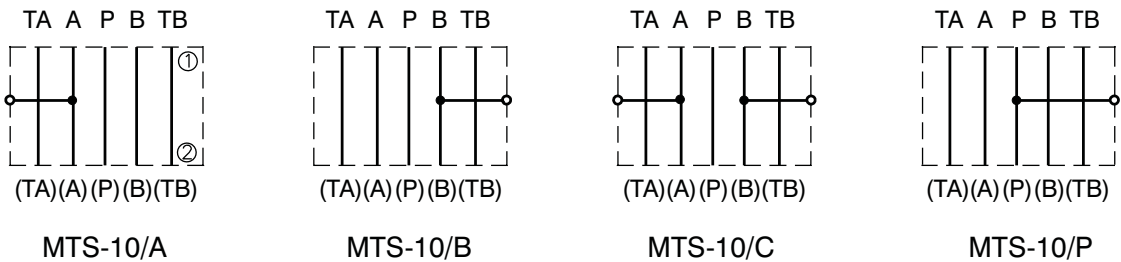 TA A P B TB
TA A P B TB
TA A P B TB
TA A P B TB
①
②
(TA)(A)(P)(B)(TB)
(TA)(A)(P)(B)(TB)
(TA)(A)(P)(B)(TB)
(TA)(A)(P)(B)(TB)
MTS-10/A
MTS-10/B
MTS-10/C
MTS-10/P